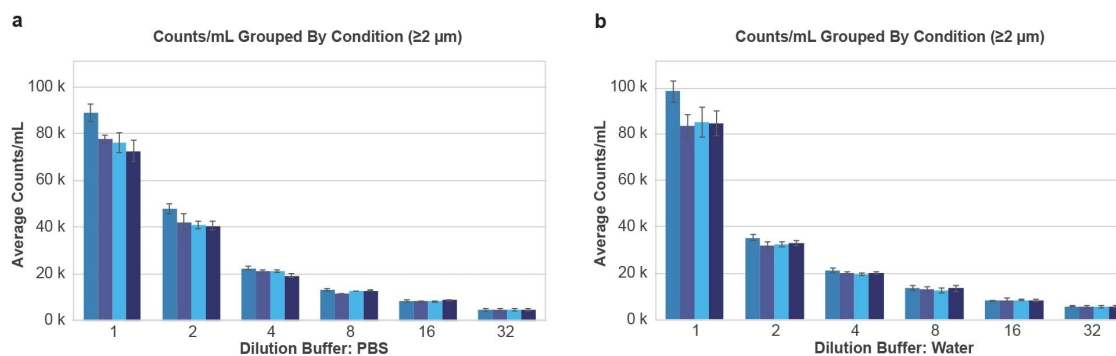 a
Counts/mL Grouped By Condition (≥2 µm)
Average Counts/mL
100 k
80 k
60 k
40 k
20 k
0 k
1 2 4 8 16 32
Dilution Buffer: PBS
b
Counts/mL Grouped By Condition (≥2 µm)
Average Counts/mL
100 k
80 k
60 k
40 k
20 k
0 k
1 2 4 8 16 32
Dilution Buffer: Water